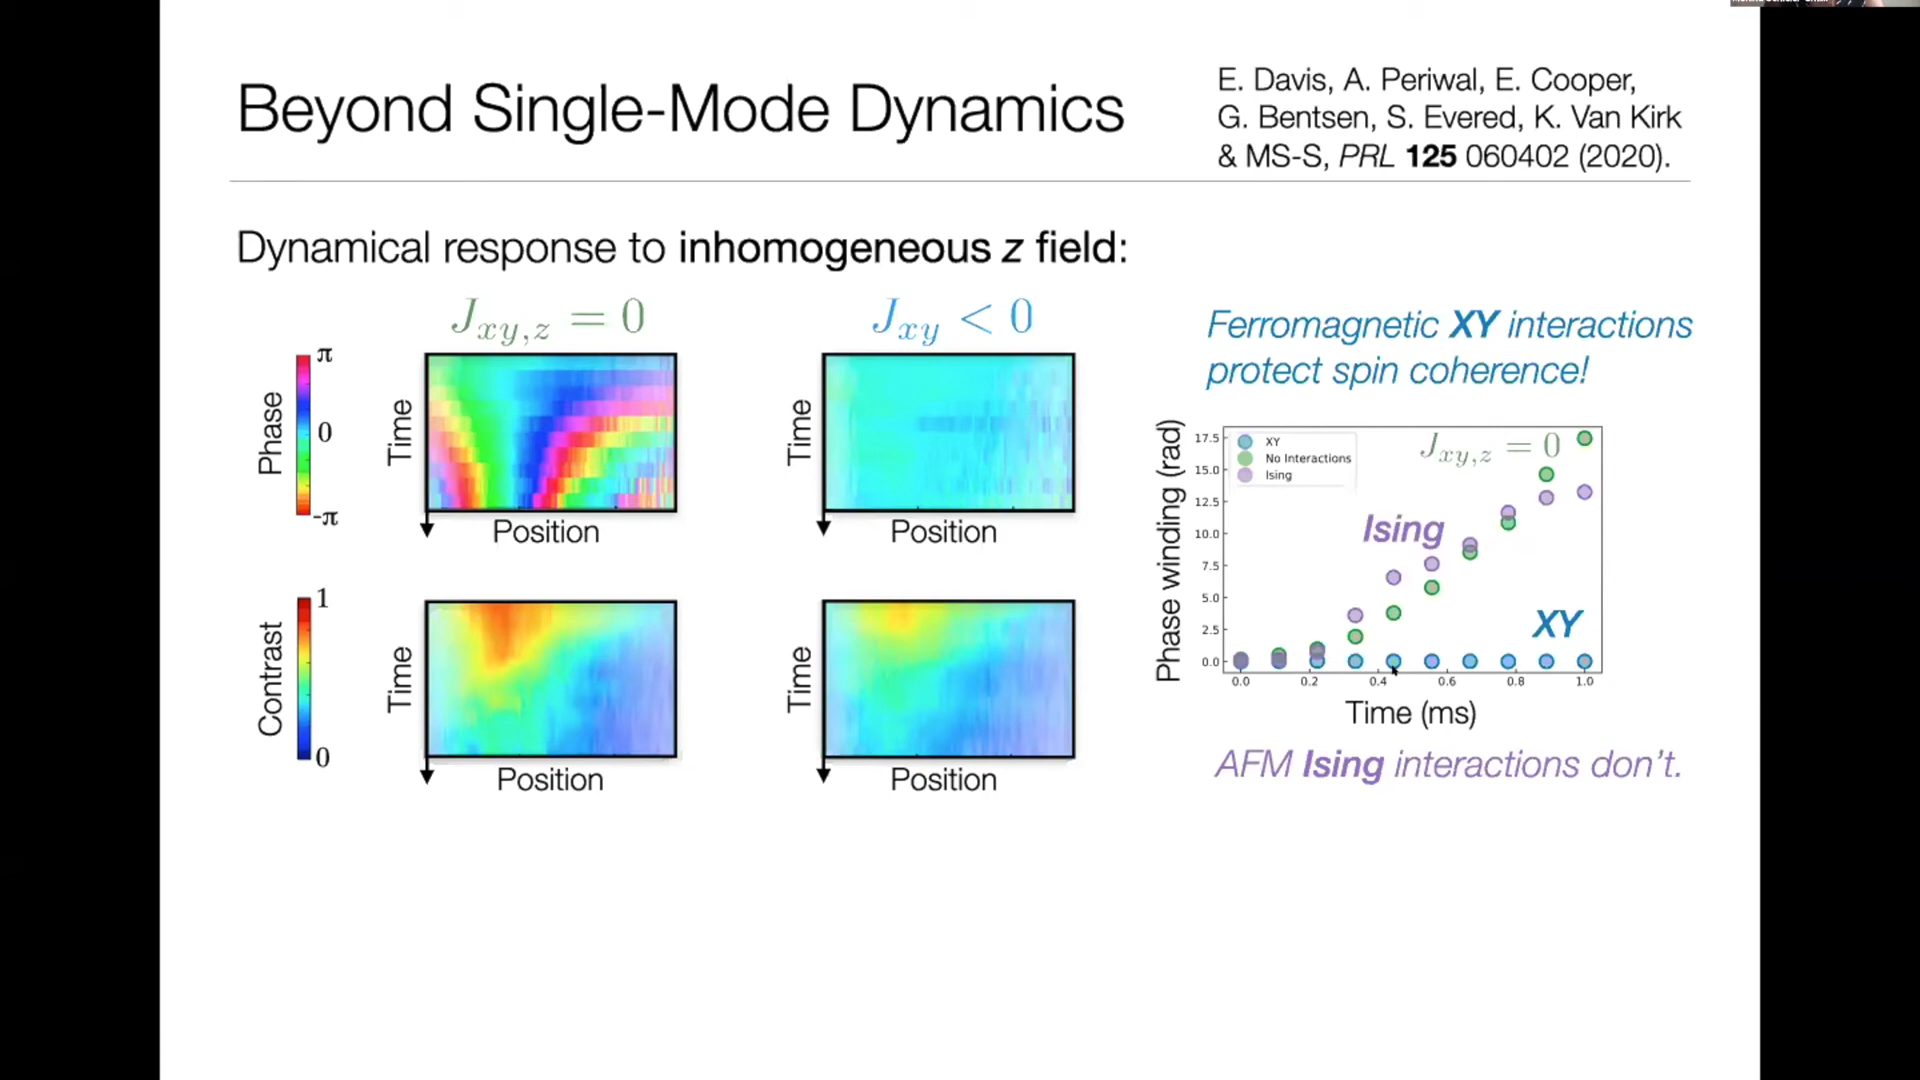 Beyond Single-Mode Dynamics
E. Davis, A. Periwal, E. Cooper,
G. Bentsen, S. Evered, K. Van Kirk
& MS-S, PRL 125 060402 (2020).
Dynamical response to inhomogeneous z field:
J_{xy,z} = 0
J_{xy} < 0
Phase
π
0
-π
Time
Position
Time
Position
Contrast
1
0
Time
Position
Time
Position
Ferromagnetic XY interactions
protect spin coherence!
Phase winding (rad)
17.5
15.0
12.5
10.0
7.5
5.0
2.5
0.0
XY
No Interactions
Ising
J_{xy,z} = 0
Ising
XY
0.0 0.2 0.4 0.6 0.8 1.0
Time (ms)
AFM Ising interactions don't.